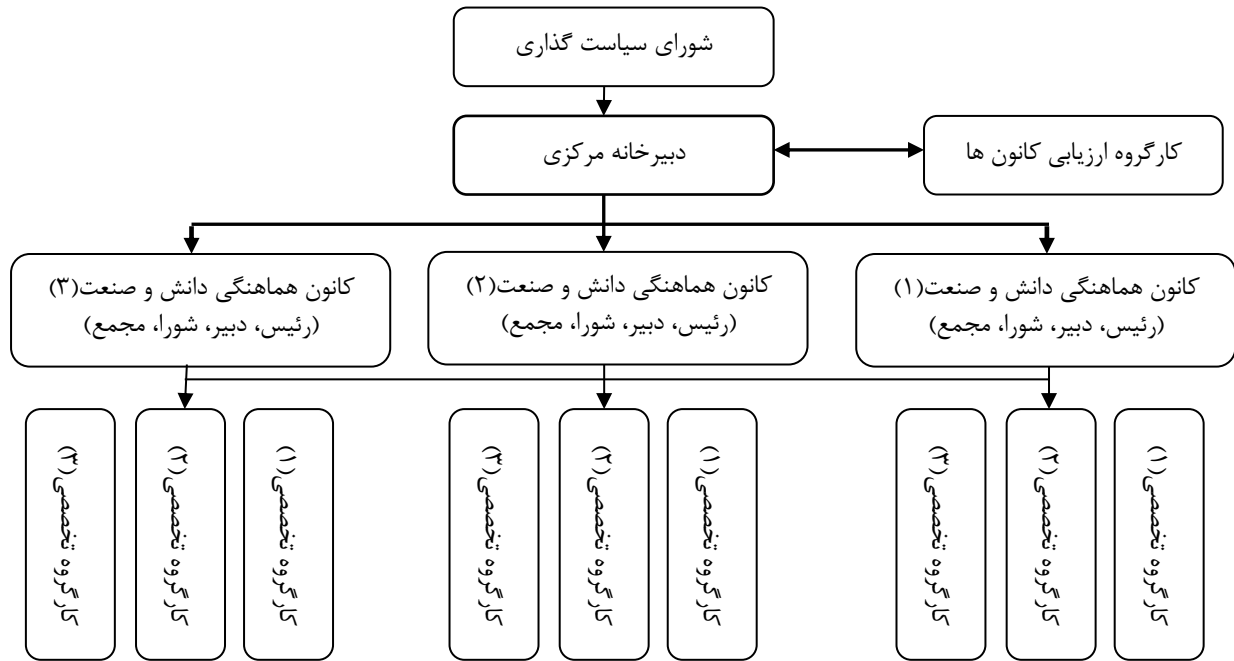 شورای سیاست گذاری
دبیرخانه مرکزی
کارگروه ارزیابی کانون ها
کانون هماهنگی دانش و صنعت(۱)
(رئیس، دبیر، شورا، مجمع)
کانون هماهنگی دانش و صنعت(۲)
(رئیس، دبیر، شورا، مجمع)
کانون هماهنگی دانش و صنعت(۳)
(رئیس، دبیر، شورا، مجمع)
کارگروه تخصصی(۱)
کارگروه تخصصی(۲)
کارگروه تخصصی(۳)
کارگروه تخصصی(۱)
کارگروه تخصصی(۲)
کارگروه تخصصی(۳)
کارگروه تخصصی(۱)
کارگروه تخصصی(۲)
کارگروه تخصصی(۳)